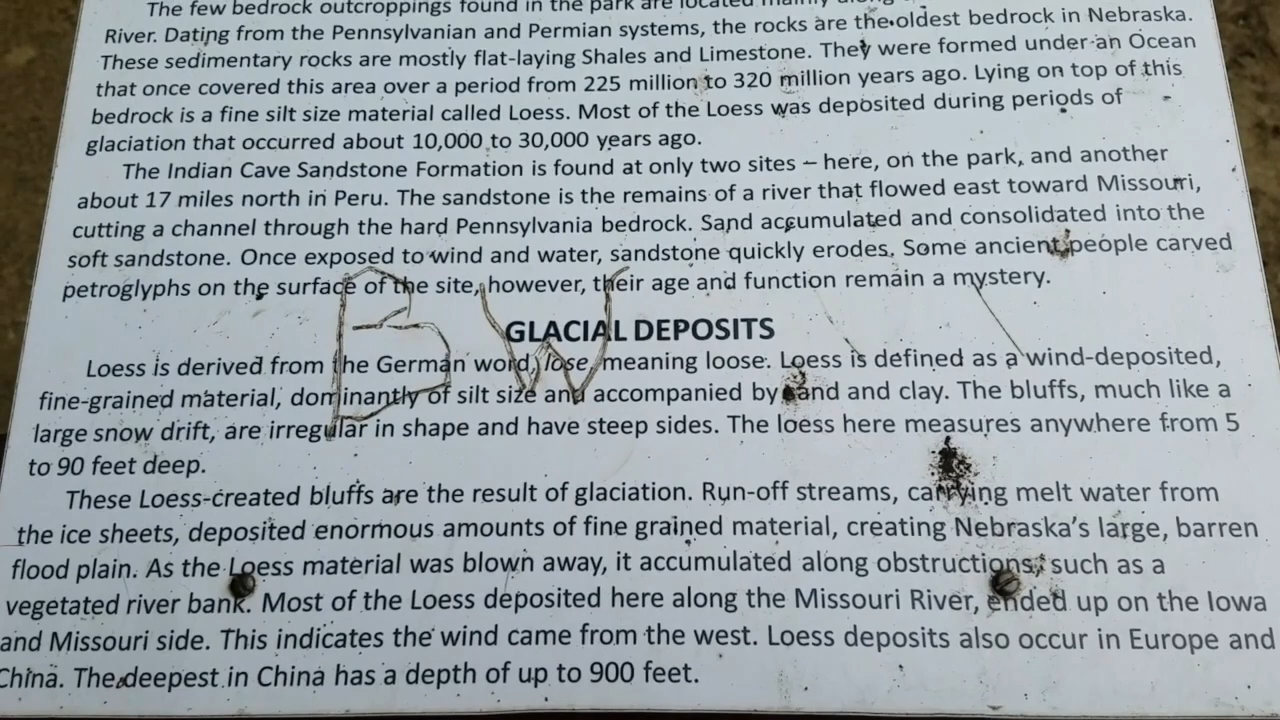 The few bedrock outcroppings found in the park are located mainly
River. Dating from the Pennsylvanian and Permian systems, the rocks are the oldest bedrock in Nebraska.
These sedimentary rocks are mostly flat-laying Shales and Limestone. They were formed under an Ocean
that once covered this area over a period from 225 million to 320 million years ago. Lying on top of this
bedrock is a fine silt size material called Loess. Most of the Loess was deposited during periods of
glaciation that occurred about 10,000 to 30,000 years ago.
The Indian Cave Sandstone Formation is found at only two sites – here, on the park, and another
about 17 miles north in Peru. The sandstone is the remains of a river that flowed east toward Missouri,
cutting a channel through the hard Pennsylvania bedrock. Sand accumulated and consolidated into the
soft sandstone. Once exposed to wind and water, sandstone quickly erodes. Some ancient people carved
petroglyphs on the surface of the site, however, their age and function remain a mystery.
BW
GLACIAL DEPOSITS
Loess is derived from the German word, lose, meaning loose. Loess is defined as a wind-deposited,
fine-grained material, dominantly of silt size and accompanied by sand and clay. The bluffs, much like a
large snow drift, are irregular in shape and have steep sides. The loess here measures anywhere from 5
to 90 feet deep.
These Loess-created bluffs are the result of glaciation. Run-off streams, carrying melt water from
the ice sheets, deposited enormous amounts of fine grained material, creating Nebraska's large, barren
flood plain. As the Loess material was blown away, it accumulated along obstructions, such as a
vegetated river bank. Most of the Loess deposited here along the Missouri River, ended up on the Iowa
and Missouri side. This indicates the wind came from the west. Loess deposits also occur in Europe and
China. The deepest in China has a depth of up to 900 feet.